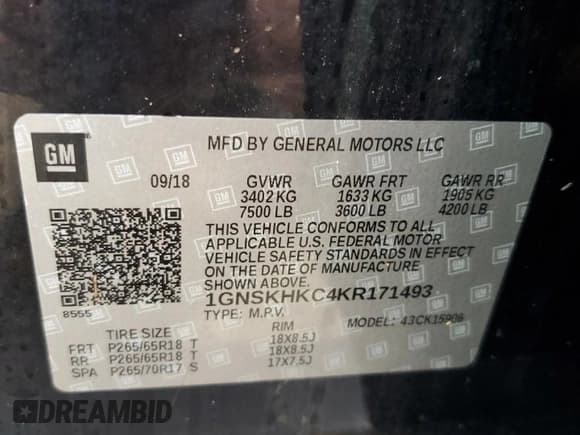 GM
MFD BY GENERAL MOTORS LLC
09/18 GVWR GAWR FRT GAWR RR
3402 KG 1633 KG 1905 KG
7500 LB 3600 LB 4200 LB
THIS VEHICLE CONFORMS TO ALL
APPLICABLE U.S. FEDERAL MOTOR
VEHICLE SAFETY STANDARDS IN
EFFECT ON THE DATE OF MANUFACTURE
SHOWN ABOVE.
1GNSKHKC4KR171493
8555 TYPE: M.P.V. MODEL: 43CK15906
TIRE SIZE RIM
FRT P265/65R18 T 18X8.5J
RR P265/65R18 T 18X8.5J
SPA P265/70R17 S 17X7.5J
DREAMBID